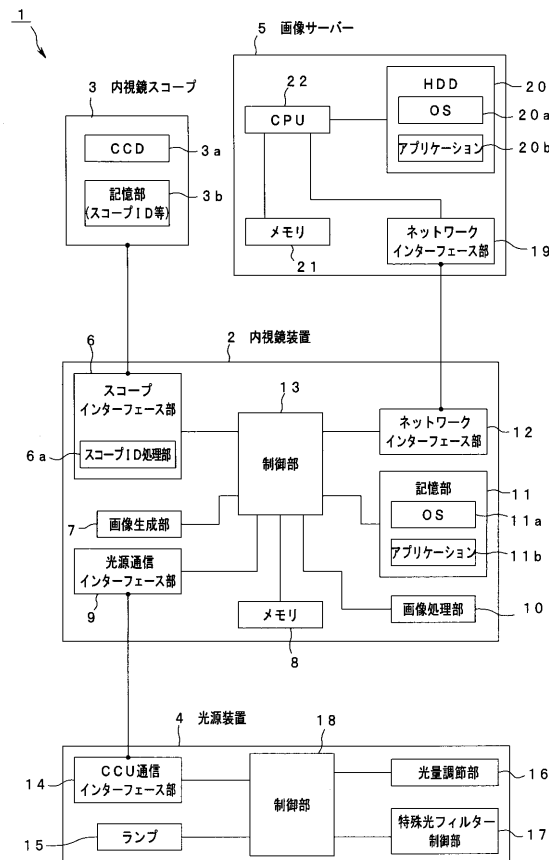 1
5 画像サーバー
22
CPU
HDD
20
OS
20a
アプリケーション
20b
メモリ
21
ネットワーク
インターフェース部
19
3 内視鏡スコープ
CCD
3a
記憶部
(スコープID等)
3b
2 内視鏡装置
6
スコープ
インターフェース部
スコープID処理部
6a
13
制御部
ネットワーク
インターフェース部
12
記憶部
11
OS
11a
アプリケーション
11b
画像生成部
7
光源通信
インターフェース部
9
メモリ
8
画像処理部
10
4 光源装置
18
CCU通信
インターフェース部
14
制御部
光量調節部
16
ランプ
15
特殊光フィルター
制御部
17